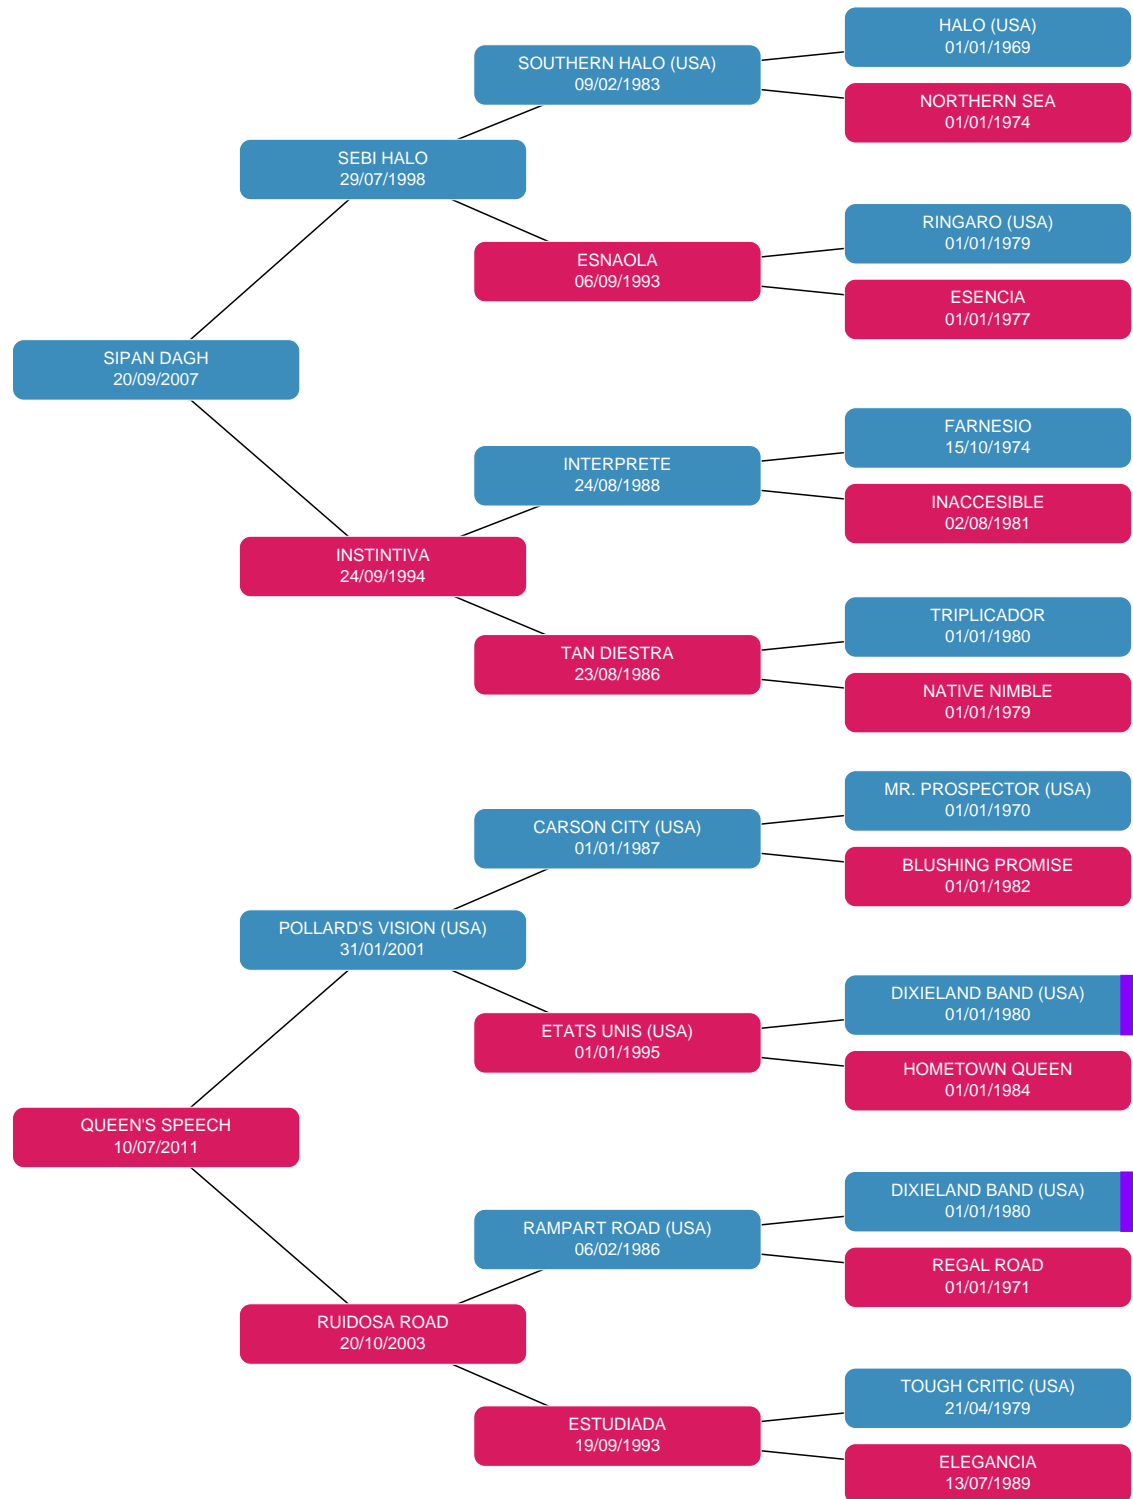 HALO (USA)
01/01/1969
SOUTHERN HALO (USA)
09/02/1983
NORTHERN SEA
01/01/1974
SEBI HALO
29/07/1998
RINGARO (USA)
01/01/1979
ESNAOLA
06/09/1993
ESENCIA
01/01/1977
SIPAN DAGH
20/09/2007
FARNESIO
15/10/1974
INTERPRETE
24/08/1988
INACCESIBLE
02/08/1981
INSTINTIVA
24/09/1994
TRIPLICADOR
01/01/1980
TAN DIESTRA
23/08/1986
NATIVE NIMBLE
01/01/1979
MR. PROSPECTOR (USA)
01/01/1970
CARSON CITY (USA)
01/01/1987
BLUSHING PROMISE
01/01/1982
POLLARD'S VISION (USA)
31/01/2001
DIXIELAND BAND (USA)
01/01/1980
ETATS UNIS (USA)
01/01/1995
HOMETOWN QUEEN
01/01/1984
QUEEN'S SPEECH
10/07/2011
DIXIELAND BAND (USA)
01/01/1980
RAMPART ROAD (USA)
06/02/1986
REGAL ROAD
01/01/1971
RUIDOSA ROAD
20/10/2003
TOUGH CRITIC (USA)
21/04/1979
ESTUDIADA
19/09/1993
ELEGANCIA
13/07/1989